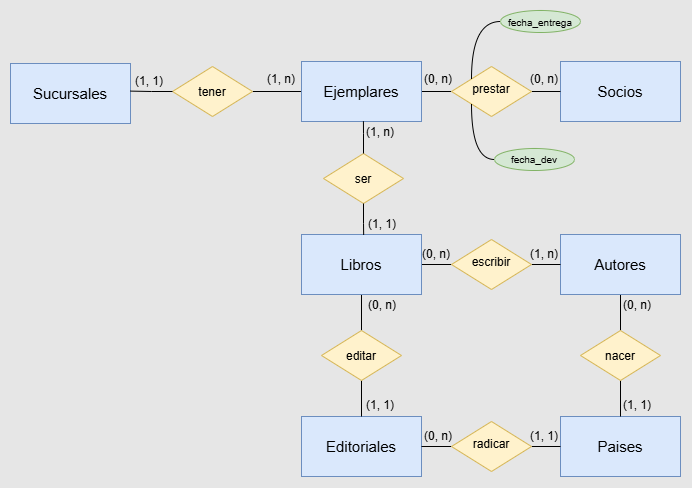 fecha_entrega
(1, 1)
(1, n)
(0, n)
(0, n)
Sucursales
tener
Ejemplares
prestar
Socios
(1, n)
fecha_dev
ser
(1, 1)
(0, n)
(1, n)
Libros
escribir
Autores
(0, n)
(0, n)
editar
nacer
(1, 1)
(1, 1)
(0, n)
(1, 1)
Editoriales
radicar
Paises